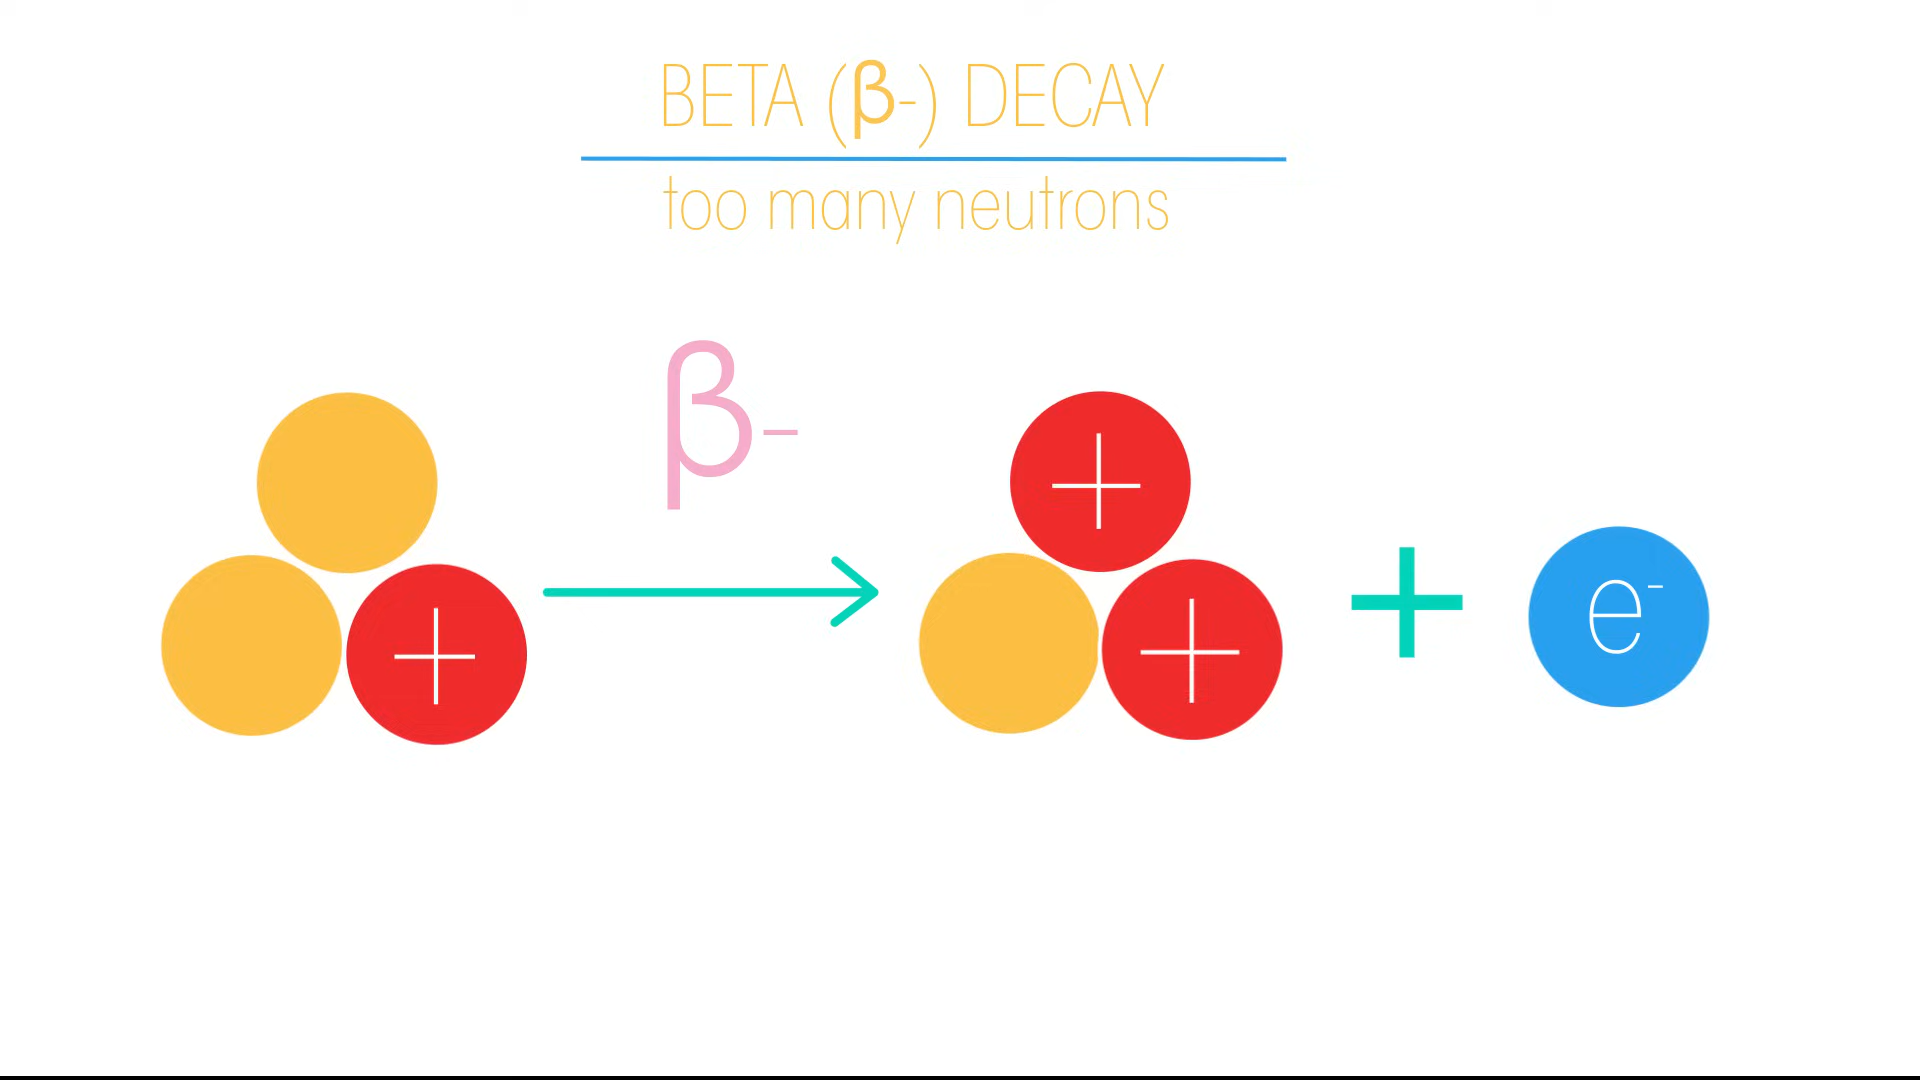 BETA (β-) DECAY
too many neutrons
β-
+
+
+
+
e⁻